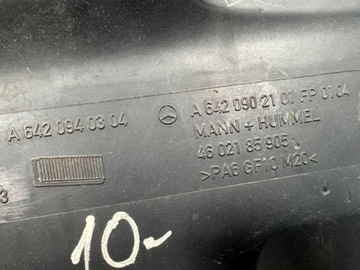 A 642 094 03 04
A 642 090 21 01 FP 01 04
MANN + HUMMEL
46 021 85 905
>PA6 GF10 M20<
3
10-